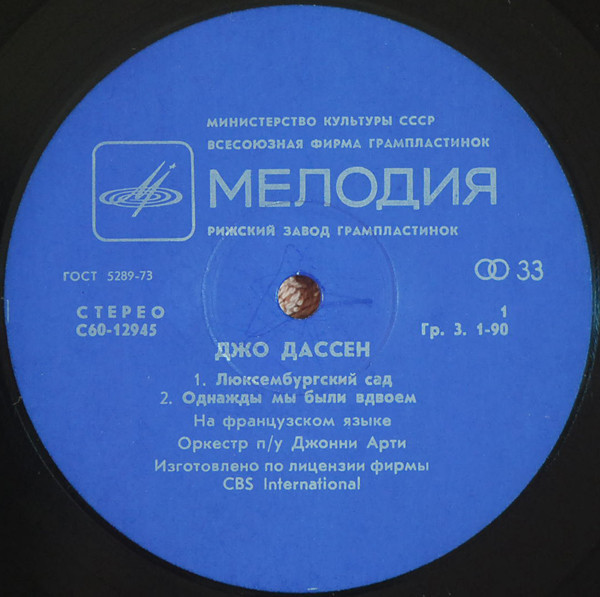 МИНИСТЕРСТВО КУЛЬТУРЫ СССР
ВСЕСОЮЗНАЯ ФИРМА ГРАМПЛАСТИНОК
МЕЛОДИЯ
РИЖСКИЙ ЗАВОД ГРАМПЛАСТИНОК
ГОСТ 5289-73
33
СТЕРЕО
1
С60-12945
Гр. 3. 1-90
ДЖО ДАССЕН
1. Люксембургский сад
2. Однажды мы были вдвоем
На французском языке
Оркестр п/у Джонни Арти
Изготовлено по лицензии фирмы
CBS International